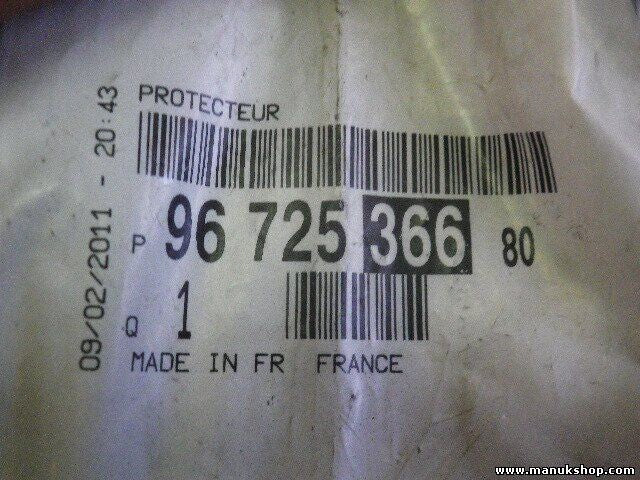 PROTECTEUR
09/02/2011 - 20:43
P 96 725 366 80
Q 1
MADE IN FR FRANCE
www.manukshop.com